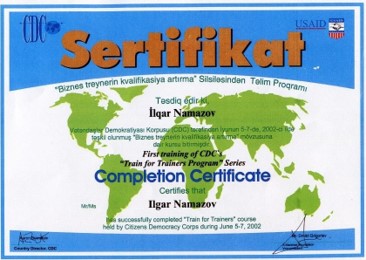 CDC
USAID
Sertifikat
"Biznes treynerin kvalifikasiya artırma" Silsiləsindən Təlim Proqramı
Təsdiq edir ki,
İlqar Namazov
Vətəndaşlar Demokratiyası Korpusu (CDC) tərəfindən iyunun 5-7-də, 2002-ci ildə
təşkil olunmuş "Biznes treynerin kvalifikasiya artırma" mövzusuna
dair kursu bitirmişdir.
First training of CDC's
"Train for Trainers Program" Series
Completion Certificate
Certifies that
Mr/Ms Ilgar Namazov
has successfully completed "Train for Trainers" course
held by Citizens Democracy Corps during June 5-7, 2002
Country Director, CDC